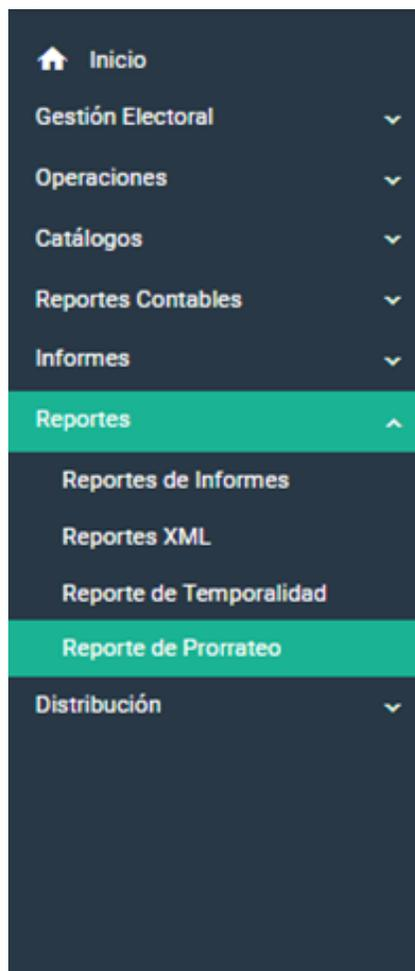 Inicio
Gestión Electoral
Operaciones
Catálogos
Reportes Contables
Informes
Reportes
Reportes de Informes
Reportes XML
Reporte de Temporalidad
Reporte de Prorrateo
Distribución